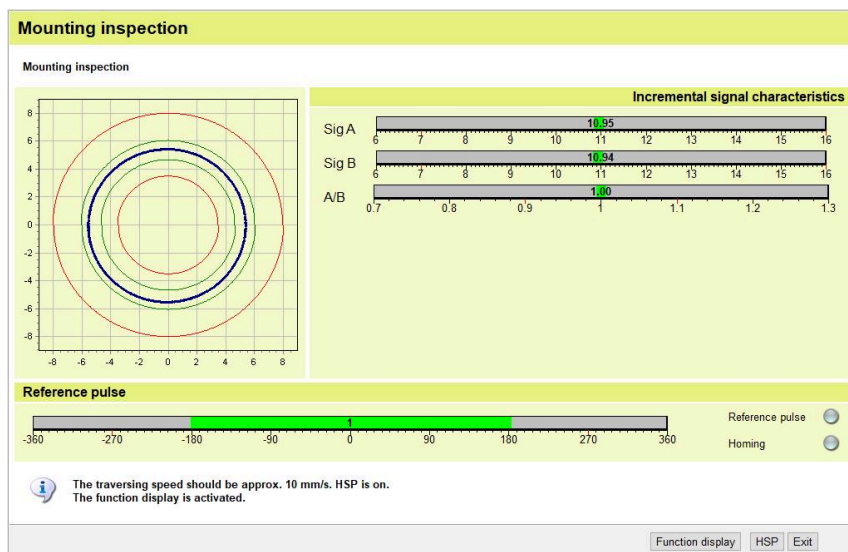 Mounting inspection
Mounting inspection
Incremental signal characteristics
8
6
4
2
0
-2
-4
-6
-8
-8 -6 -4 -2 0 2 4 6 8
Sig A
10.95
6 7 8 9 10 11 12 13 14 15 16
Sig B
10.94
6 7 8 9 10 11 12 13 14 15 16
A/B
1.00
0.7 0.8 0.9 1 1.1 1.2 1.3
Reference pulse
1
-360 -270 -180 -90 0 90 180 270 360
Reference pulse
Homing
The traversing speed should be approx. 10 mm/s. HSP is on.
The function display is activated.
Function display HSP Exit